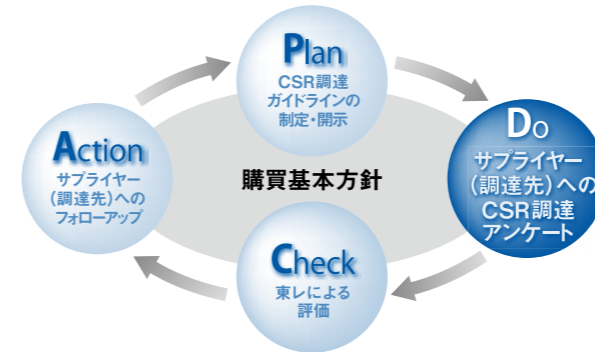 Plan
CSR調達
ガイドラインの
制定・開示
Do
サプライヤー
(調達先)への
CSR調達
アンケート
Check
東レによる
評価
Action
サプライヤー
(調達先)への
フォローアップ
購買基本方針